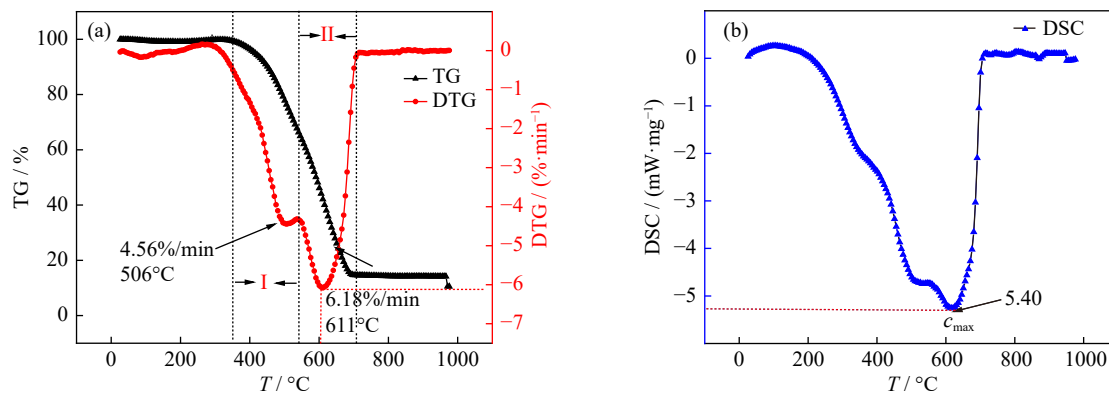 (a)
II
I
TG
DTG
4.56%/min
506°C
6.18%/min
611°C
100
80
60
40
20
0
TG / %
0
−1
−2
−3
−4
−5
−6
−7
DTG / (%·min⁻¹)
0
200
400
600
800
1000
T / °C
(b)
DSC
5.40
cmax
0
−1
−2
−3
−4
−5
DSC / (mW·mg⁻¹)
0
200
400
600
800
1000
T / °C